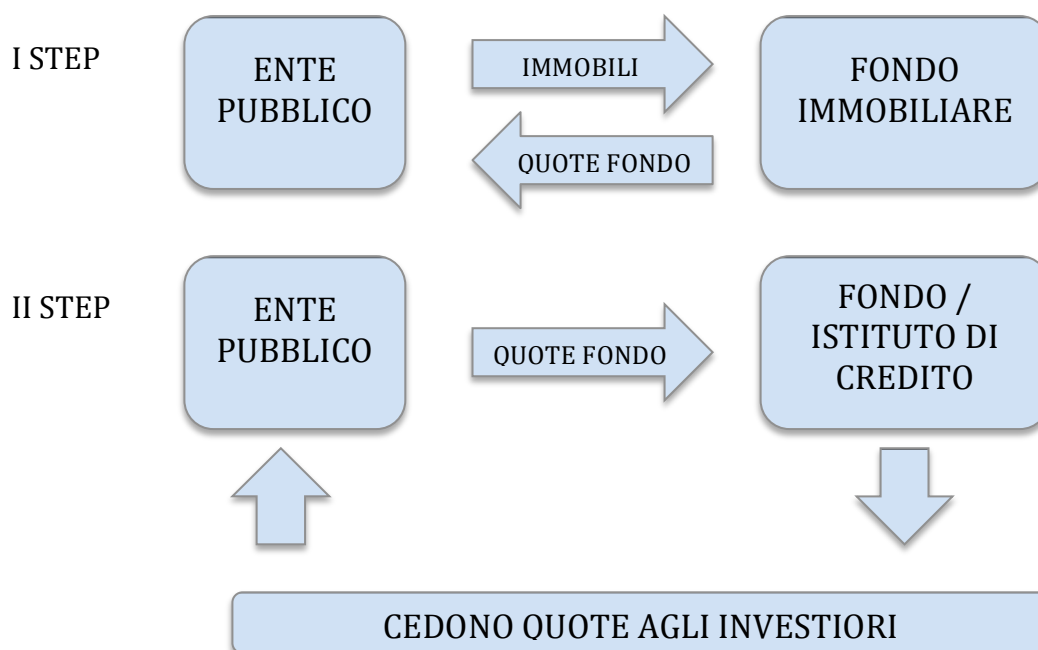 I STEP
ENTE
PUBBLICO
IMMOBILI
QUOTE FONDO
FONDO
IMMOBILIARE
II STEP
ENTE
PUBBLICO
QUOTE FONDO
FONDO /
ISTITUTO DI
CREDITO
CEDONO QUOTE AGLI INVESTIORI